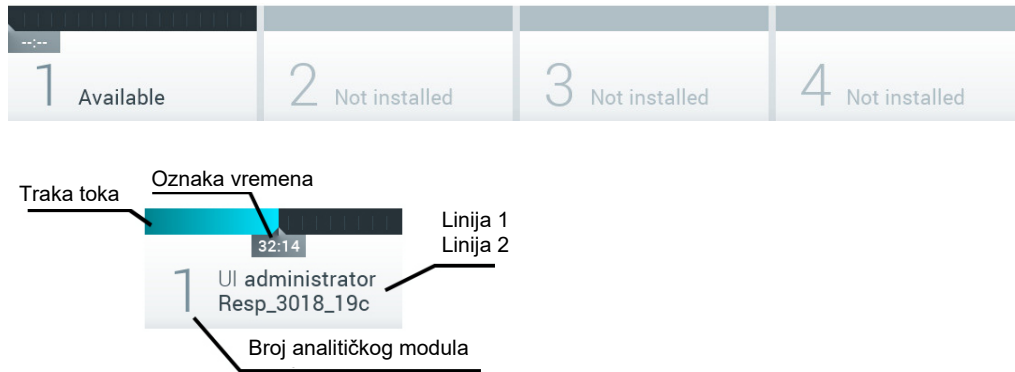 --:--
1 Available
2 Not installed
3 Not installed
4 Not installed
Traka toka
Oznaka vremena
Linija 1
Linija 2
32:14
1 UI administrator
Resp_3018_19c
Broj analitičkog modula